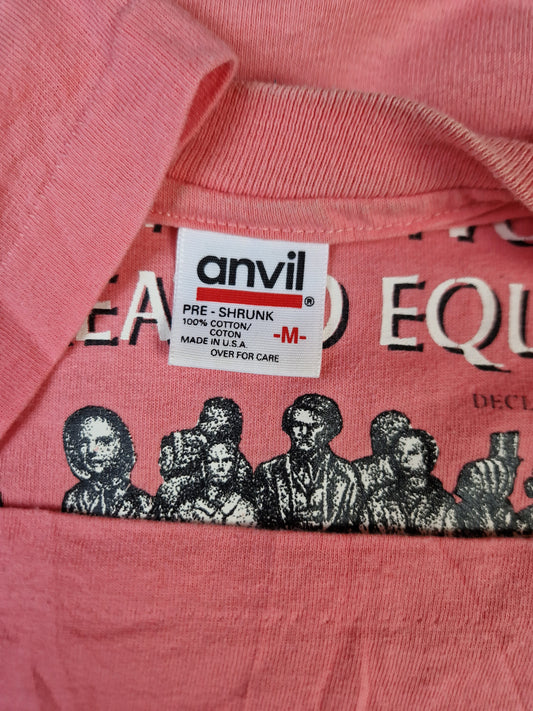 anvil
®
PRE - SHRUNK
100% COTTON/
COTON
-M-
MADE IN U.S.A.
OVER FOR CARE
EA D EQU
DECL